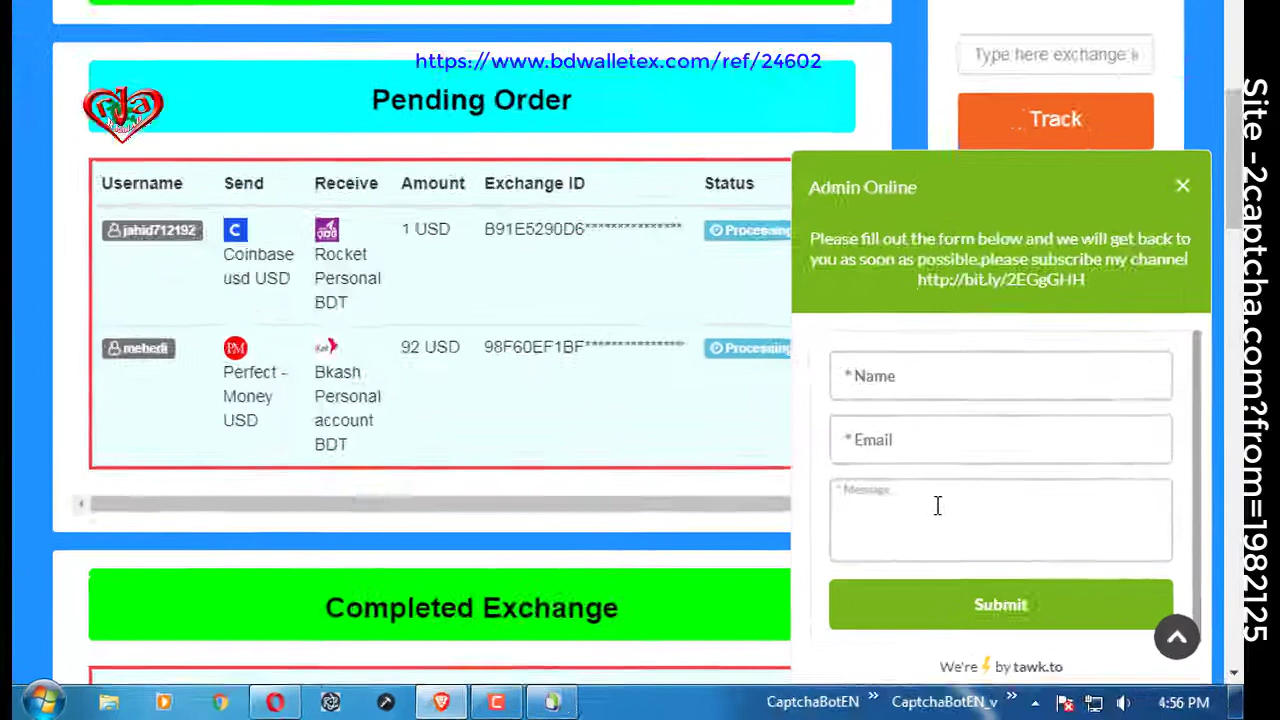 https://www.bdwalletex.com/ref/24602
Pending Order
Username Send Receive Amount Exchange ID Status
jahid712192 Coinbase usd USD Rocket Personal BDT 1 USD B91E5290D6*************** Processing
mehedi Perfect - Money USD Bkash Personal account BDT 92 USD 98F60EF1BF*************** Processing
Completed Exchange
Type here exchange
Track
Admin Online
Please fill out the form below and we will get back to
you as soon as possible.please subscribe my channel
http://bit.ly/2EGgGHH
* Name
* Email
* Message
Submit
We're by tawk.to
Site -2captcha.com?from=1982125
CaptchaBotEN CaptchaBotEN_v 4:56 PM